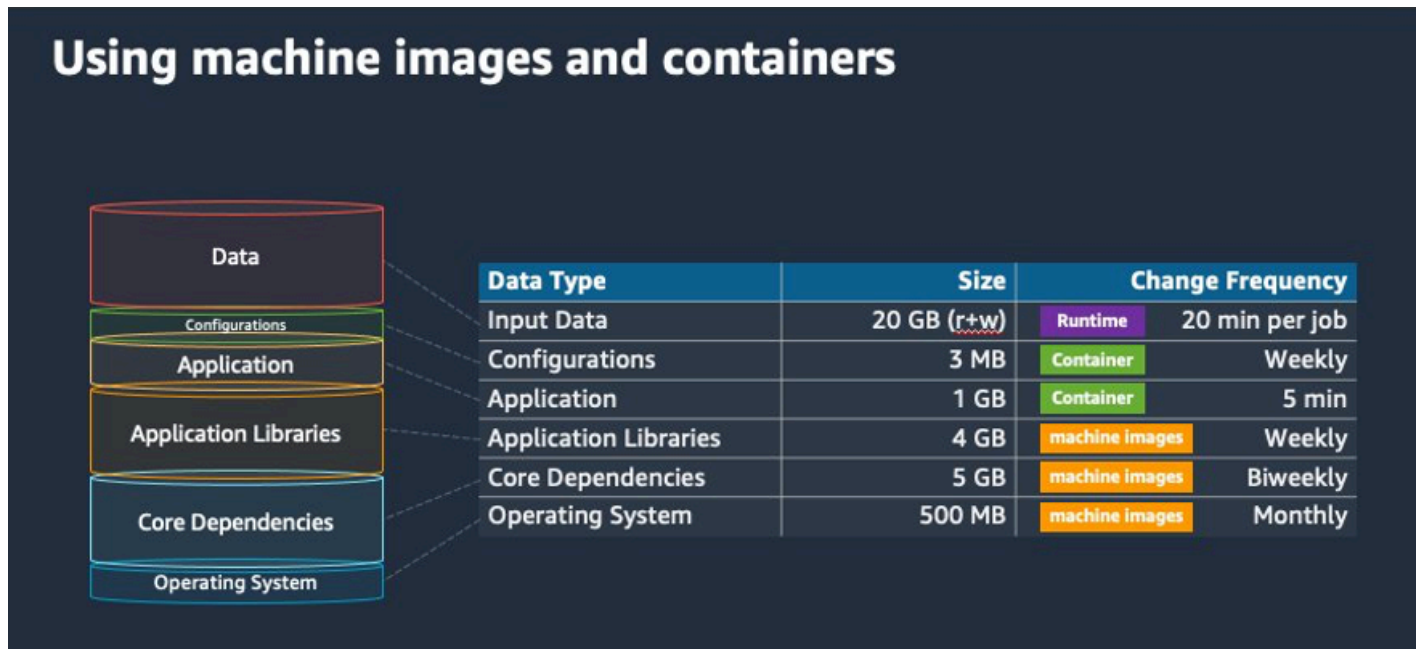 Using machine images and containers
Data
Configurations
Application
Application Libraries
Core Dependencies
Operating System
Data Type Size Change Frequency
Input Data 20 GB (r+w) Runtime 20 min per job
Configurations 3 MB Container Weekly
Application 1 GB Container 5 min
Application Libraries 4 GB machine images Weekly
Core Dependencies 5 GB machine images Biweekly
Operating System 500 MB machine images Monthly